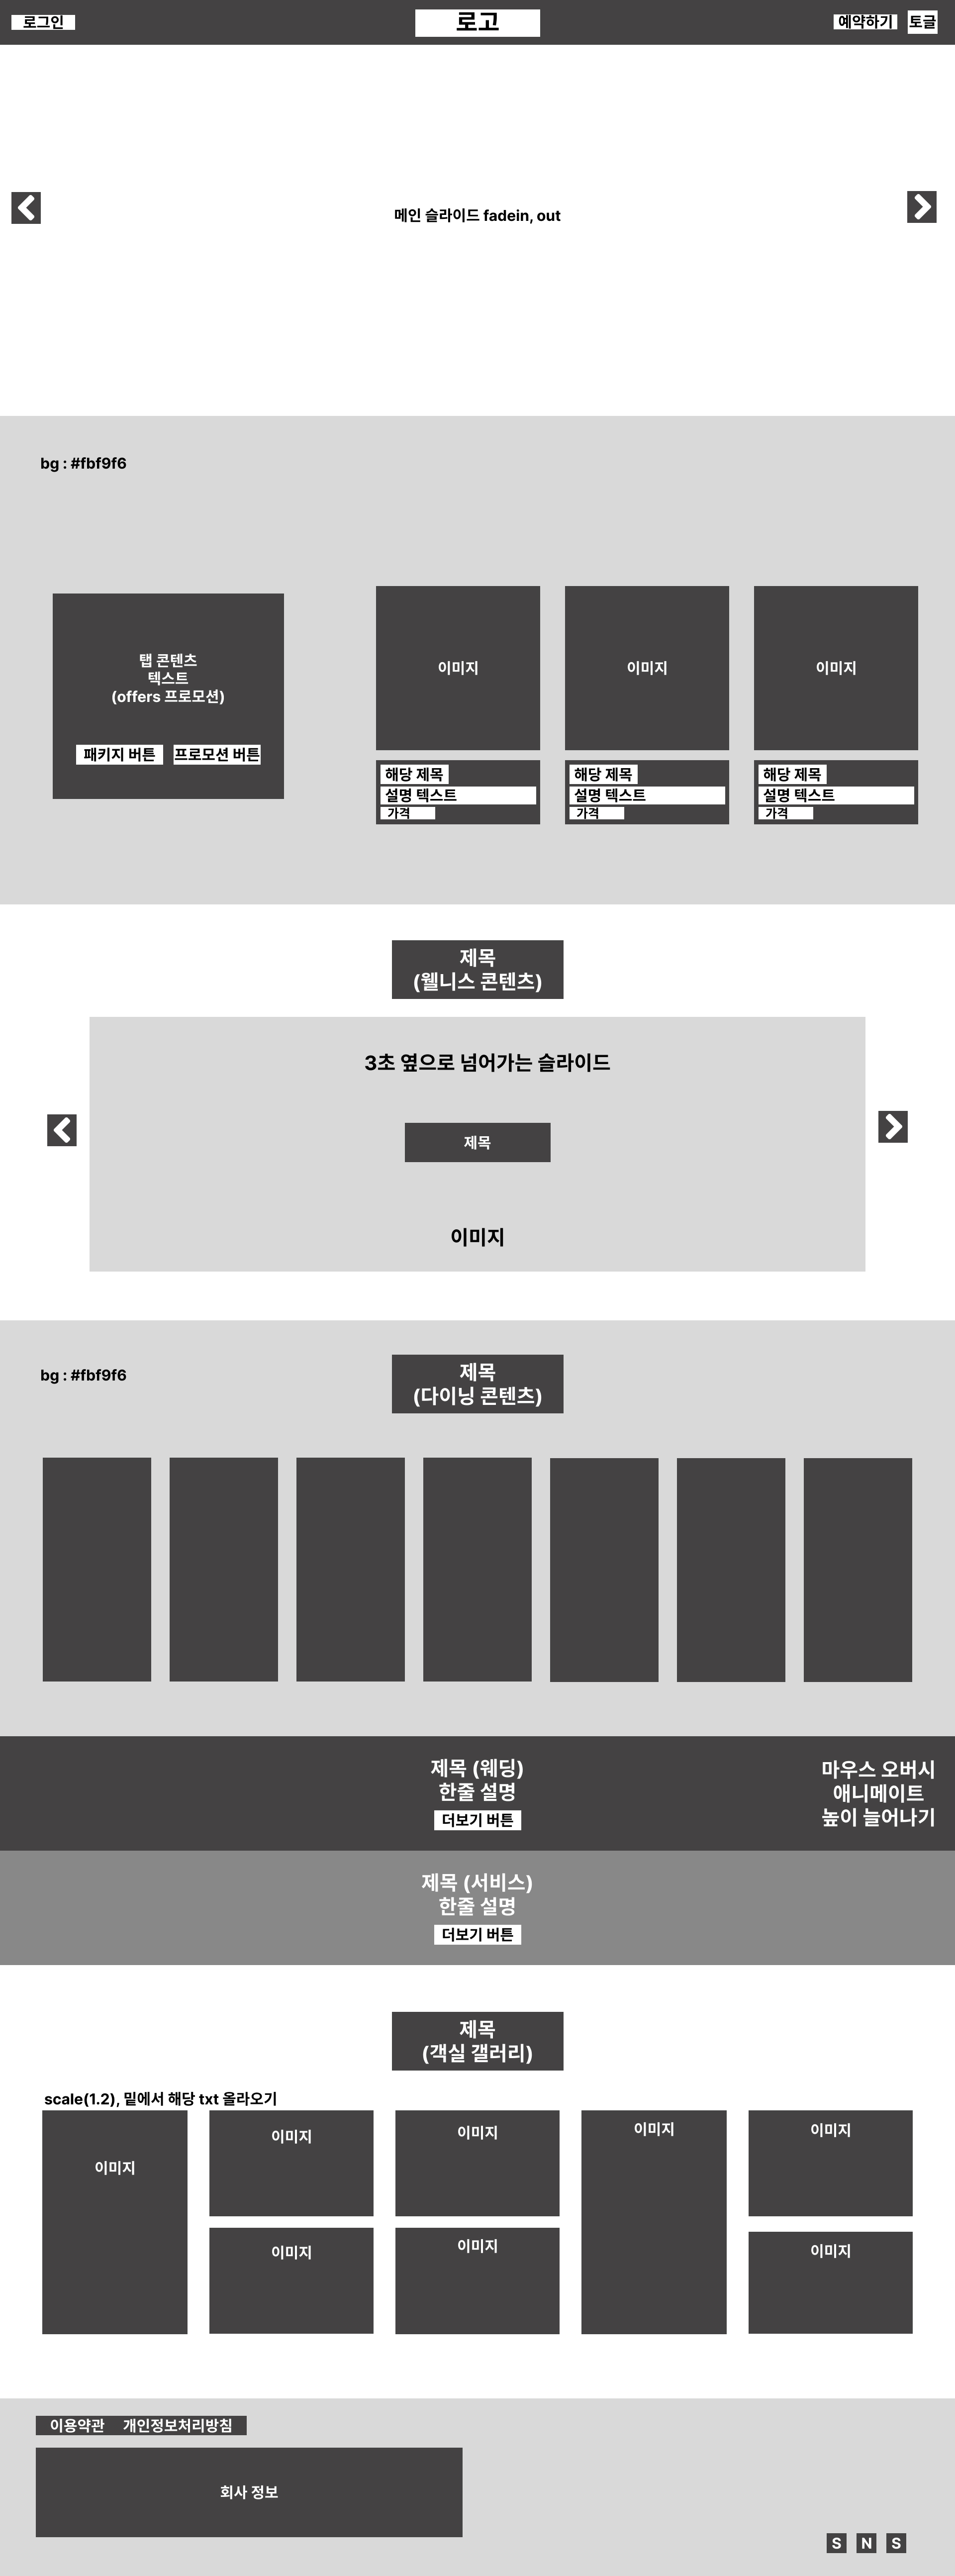 로그인
로고
예약하기
토글
메인 슬라이드 fadein, out
bg : #fbf9f6
탭 콘텐츠
텍스트
(offers 프로모션)
패키지 버튼
프로모션 버튼
이미지
이미지
이미지
해당 제목
설명 텍스트
가격
해당 제목
설명 텍스트
가격
해당 제목
설명 텍스트
가격
제목
(웰니스 콘텐츠)
3초 옆으로 넘어가는 슬라이드
제목
이미지
bg : #fbf9f6
제목
(다이닝 콘텐츠)
제목 (웨딩)
한줄 설명
더보기 버튼
마우스 오버시
애니메이트
높이 늘어나기
제목 (서비스)
한줄 설명
더보기 버튼
제목
(객실 갤러리)
scale(1.2), 밑에서 해당 txt 올라오기
이미지
이미지
이미지
이미지
이미지
이미지
이미지
이미지
이용약관 개인정보처리방침
회사 정보
S N S